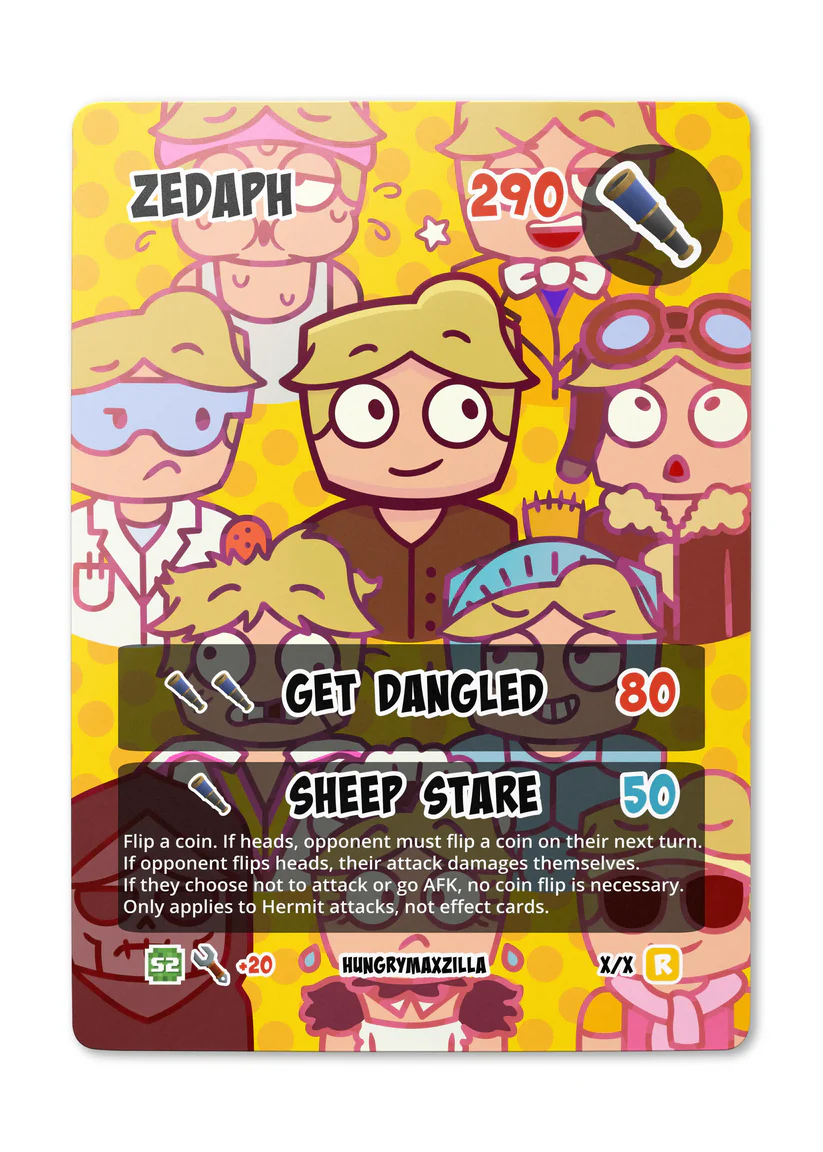 ZEDAPH 290
GET DANGLED 80
SHEEP STARE 50
Flip a coin. If heads, opponent must flip a coin on their next turn.
If opponent flips heads, their attack damages themselves.
If they choose not to attack or go AFK, no coin flip is necessary.
Only applies to Hermit attacks, not effect cards.
S2 +20 HUNGRYMAXZILLA X/X R